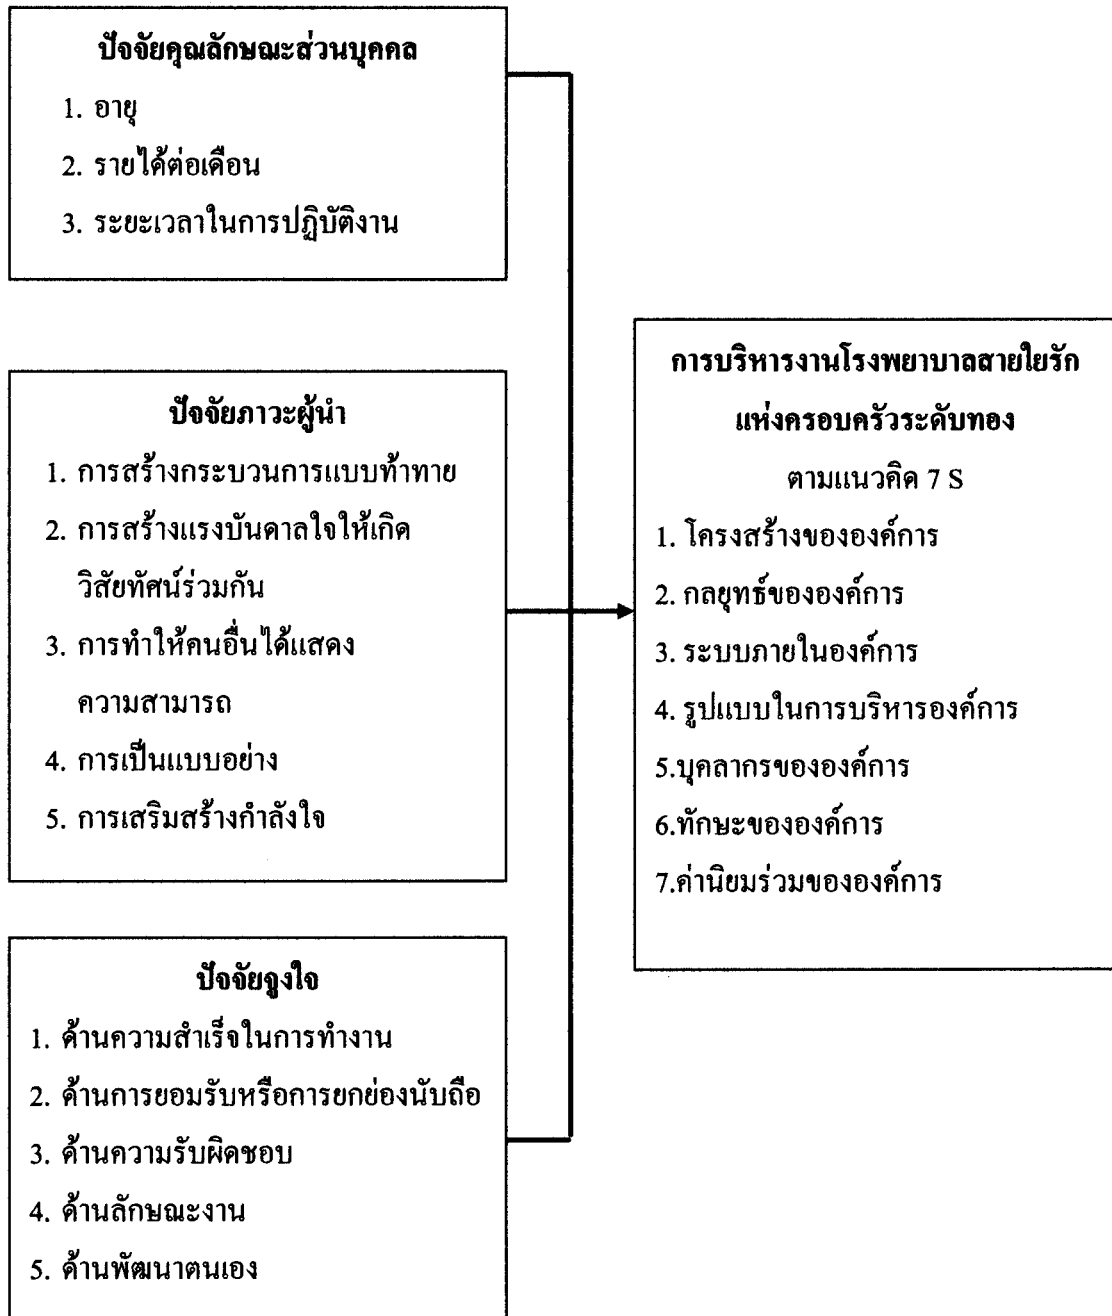 ปัจจัยคุณลักษณะส่วนบุคคล
1. อายุ
2. รายได้ต่อเดือน
3. ระยะเวลาในการปฏิบัติงาน
ปัจจัยภาวะผู้นำ
1. การสร้างกระบวนการแบบท้าทาย
2. การสร้างแรงบันดาลใจให้เกิด
วิสัยทัศน์ร่วมกัน
3. การทำให้คนอื่นได้แสดง
ความสามารถ
4. การเป็นแบบอย่าง
5. การเสริมสร้างกำลังใจ
ปัจจัยจูงใจ
1. ด้านความสำเร็จในการทำงาน
2. ด้านการยอมรับหรือการยกย่องนับถือ
3. ด้านความรับผิดชอบ
4. ด้านลักษณะงาน
5. ด้านพัฒนาตนเอง
การบริหารงานโรงพยาบาลสายใยรัก
แห่งครอบครัวระดับทอง
ตามแนวคิด 7 S
1. โครงสร้างขององค์การ
2. กลยุทธ์ขององค์การ
3. ระบบภายในองค์การ
4. รูปแบบในการบริหารองค์การ
5.บุคลากรขององค์การ
6.ทักษะขององค์การ
7.ค่านิยมร่วมขององค์การ